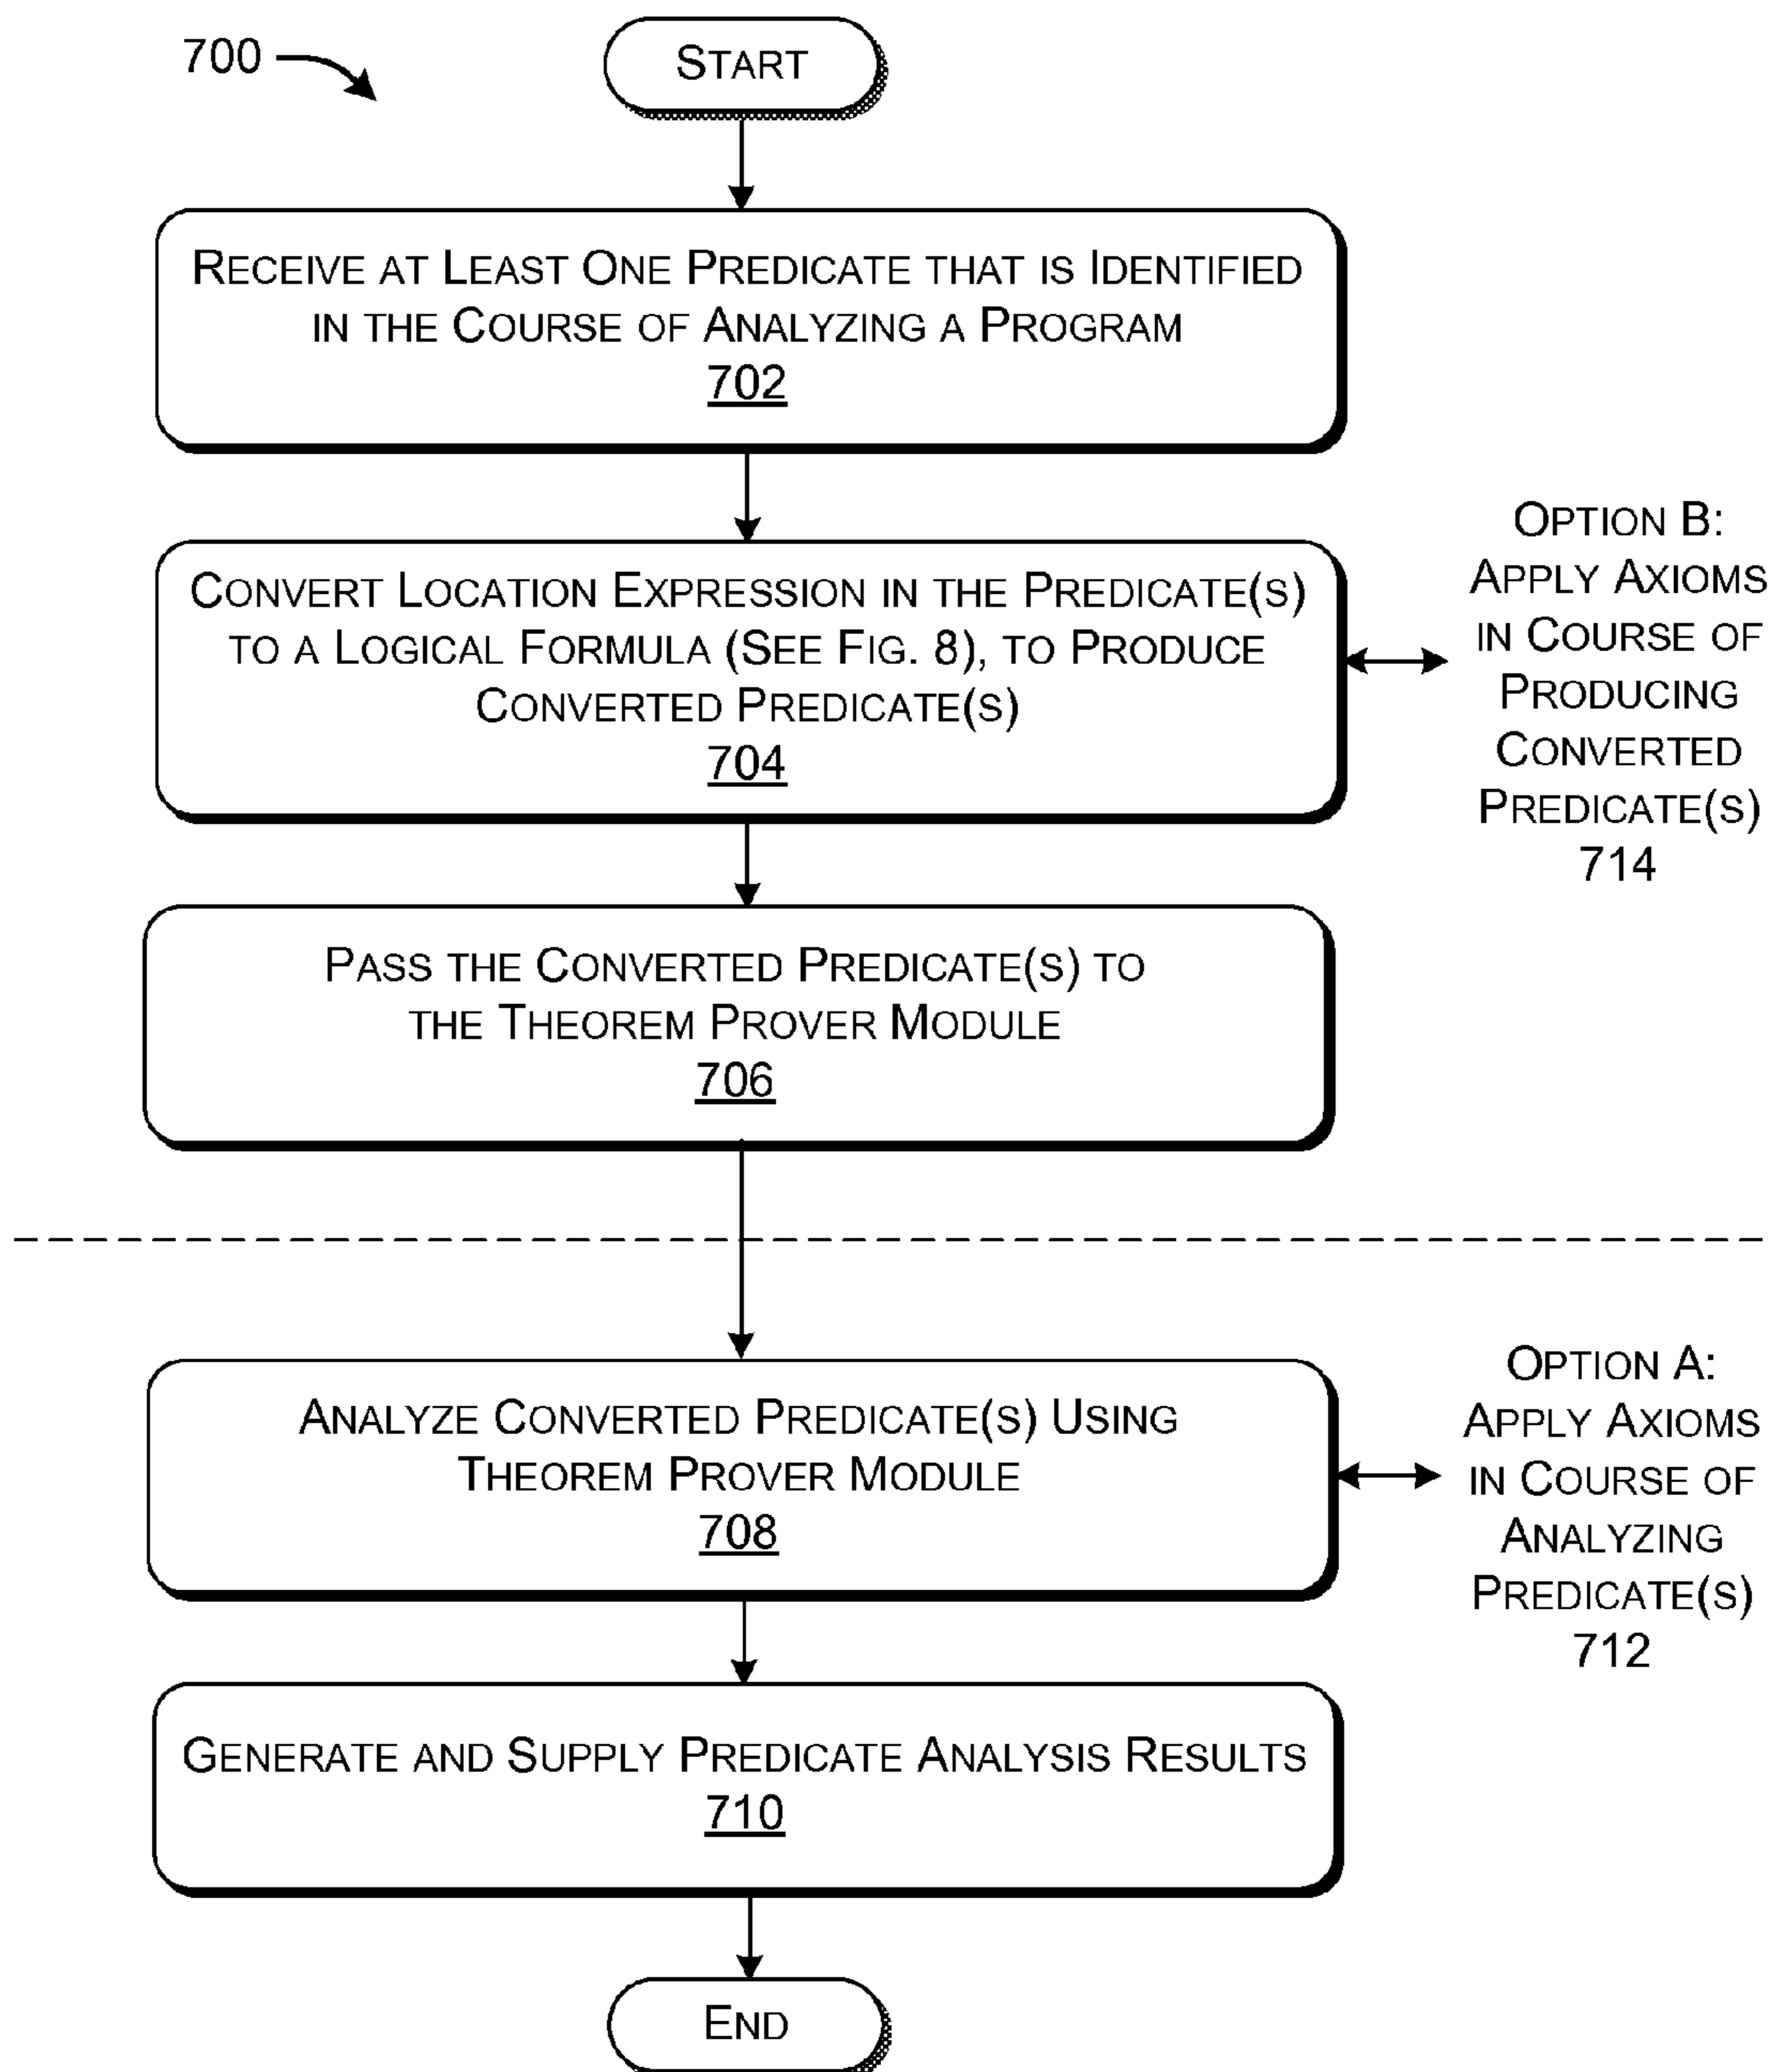 700
START
RECEIVE AT LEAST ONE PREDICATE THAT IS IDENTIFIED
IN THE COURSE OF ANALYZING A PROGRAM
702
CONVERT LOCATION EXPRESSION IN THE PREDICATE(S)
TO A LOGICAL FORMULA (SEE FIG. 8), TO PRODUCE
CONVERTED PREDICATE(S)
704
OPTION B:
APPLY AXIOMS
IN COURSE OF
PRODUCING
CONVERTED
PREDICATE(S)
714
PASS THE CONVERTED PREDICATE(S) TO
THE THEOREM PROVER MODULE
706
ANALYZE CONVERTED PREDICATE(S) USING
THEOREM PROVER MODULE
708
OPTION A:
APPLY AXIOMS
IN COURSE OF
ANALYZING
PREDICATE(S)
712
GENERATE AND SUPPLY PREDICATE ANALYSIS RESULTS
710
END